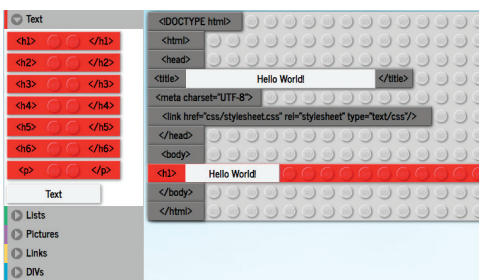 Text
<h1> </h1>
<h2> </h2>
<h3> </h3>
<h4> </h4>
<h5> </h5>
<h6> </h6>
<p> </p>
Text
Lists
Pictures
Links
DIVs
<!DOCTYPE html>
<html>
<head>
<title> Hello World! </title>
<meta charset="UTF-8">
<link href="css/stylesheet.css" rel="stylesheet" type="text/css"/>
</head>
<body>
<h1> Hello World!
</body>
</html>